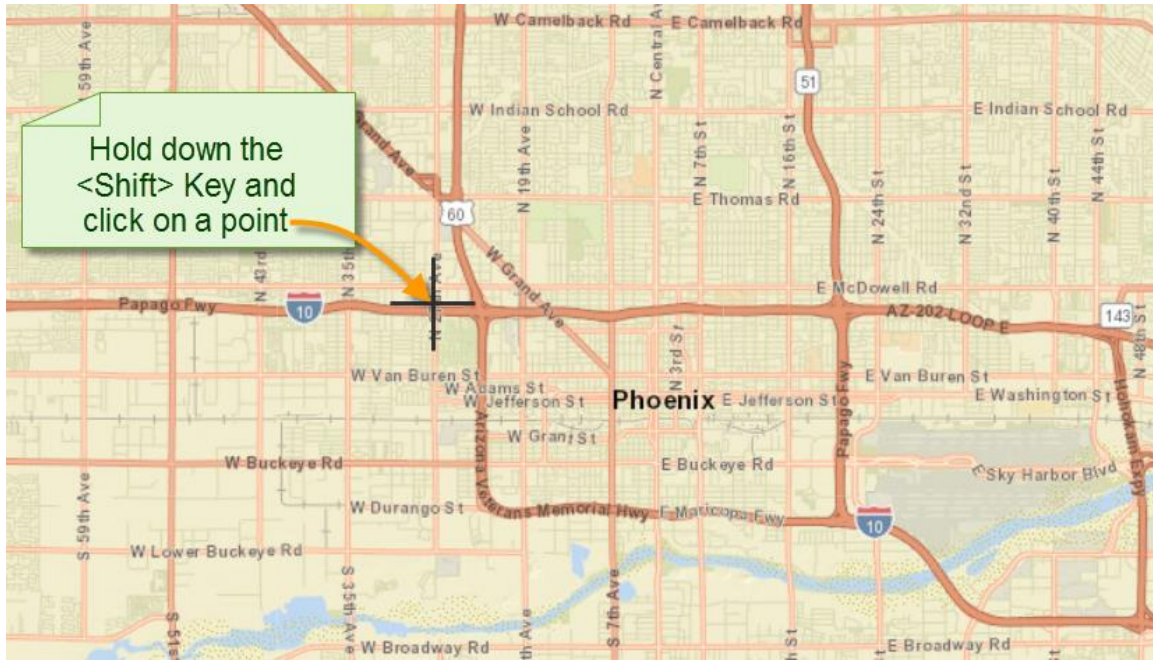 W Camelback Rd
E Camelback Rd
59th Ave
N Central Av
51
Hold down the
<Shift> Key and
click on a point
Grand Ave
W Indian School Rd
E Indian School Rd
N 19th Ave
N 7th St
N 16th St
N 44th St
E Thomas Rd
60
N 24th St
N 32nd St
N 40th St
N 43rd
N 35th
W Grand Ave
E McDowell Rd
Papago Fwy
10
AZ-202-LOOP E
143
N 48th St
N 3rd St
W Van Buren St
E Van Buren St
W Adams St
W Jefferson St
Phoenix
E Jefferson St
E Washington St
Papago Fwy
Hohokam Expy
W Grant St
Arizona Veterans Memorial Hwy
W Buckeye Rd
E Buckeye Rd
E Sky Harbor Blvd
S 59th Ave
W Durango St
E Maricopa Fwy
10
W Lower Buckeye Rd
S 51st
S 35th Ave
th Ave
S 7th Ave
St
W Broadway Rd
E Broadway Rd